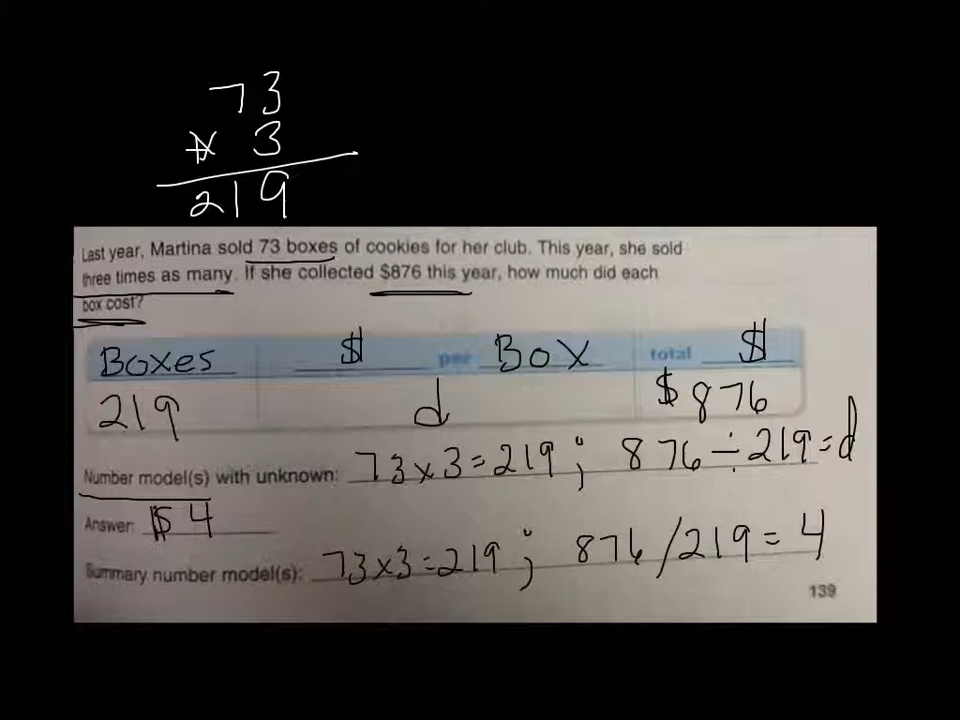 73
x 3
219
Last year, Martina sold 73 boxes of cookies for her club. This year, she sold
three times as many. If she collected $876 this year, how much did each
box cost?
Boxes $ per Box total $
219 d $876
Number model(s) with unknown: 73x3=219; 876÷219=d
Answer: $4
Summary number model(s): 73x3=219; 876/219=4
139